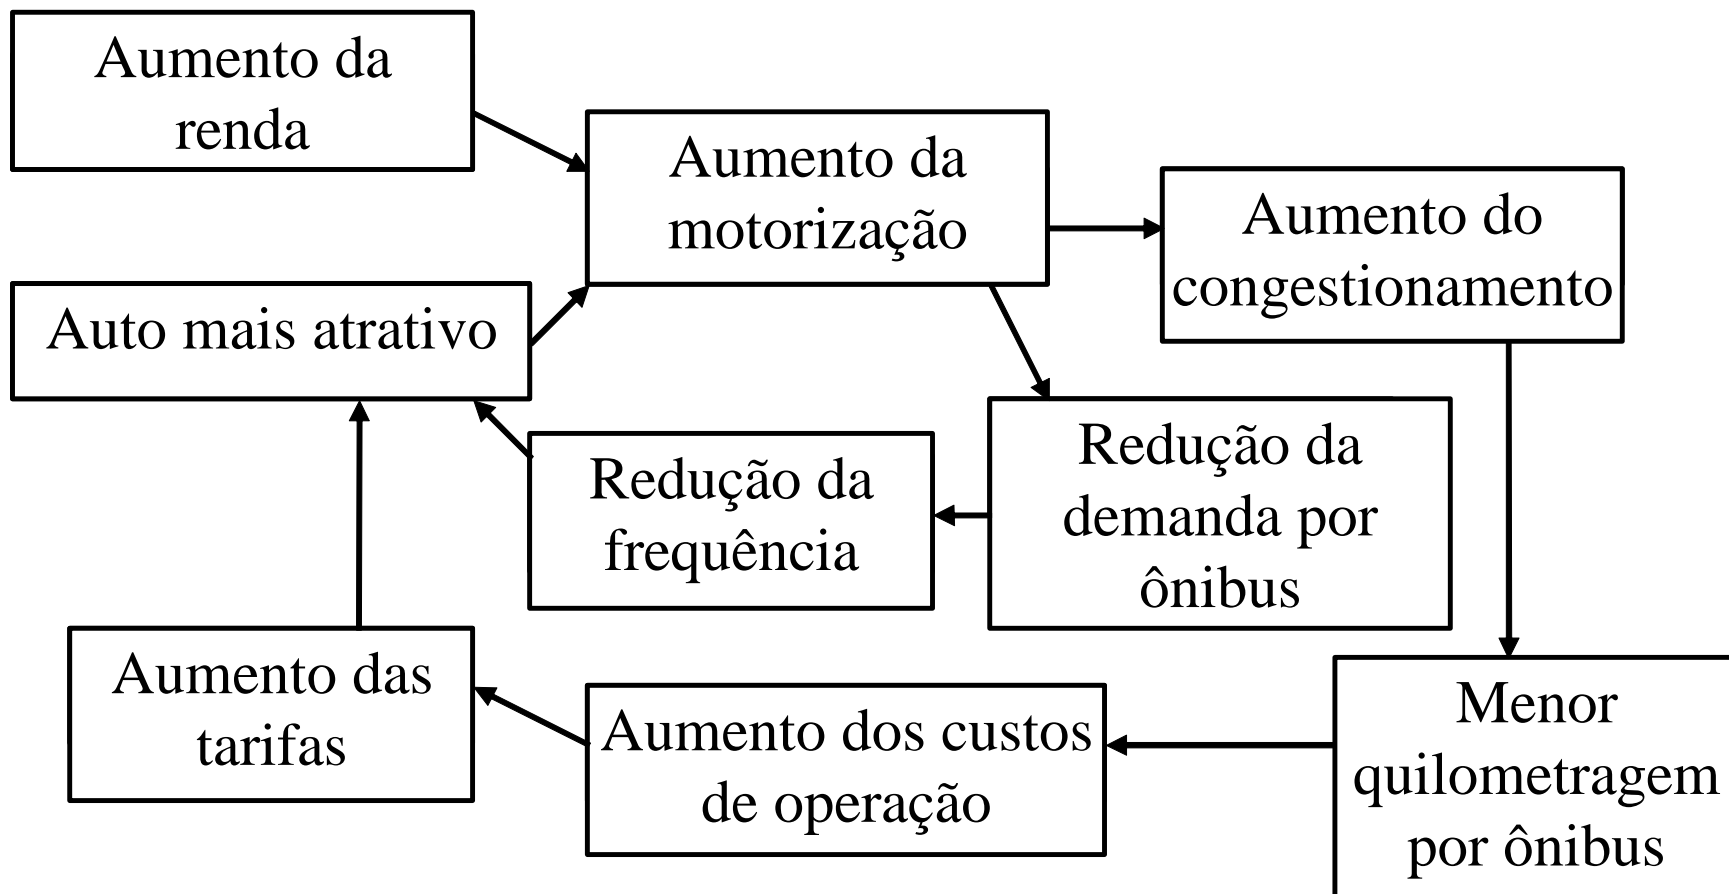 Aumento da
renda
Aumento da
motorização
Aumento do
congestionamento
Auto mais atrativo
Redução da
frequência
Redução da
demanda por
ônibus
Aumento das
tarifas
Aumento dos custos
de operação
Menor
quilometragem
por ônibus